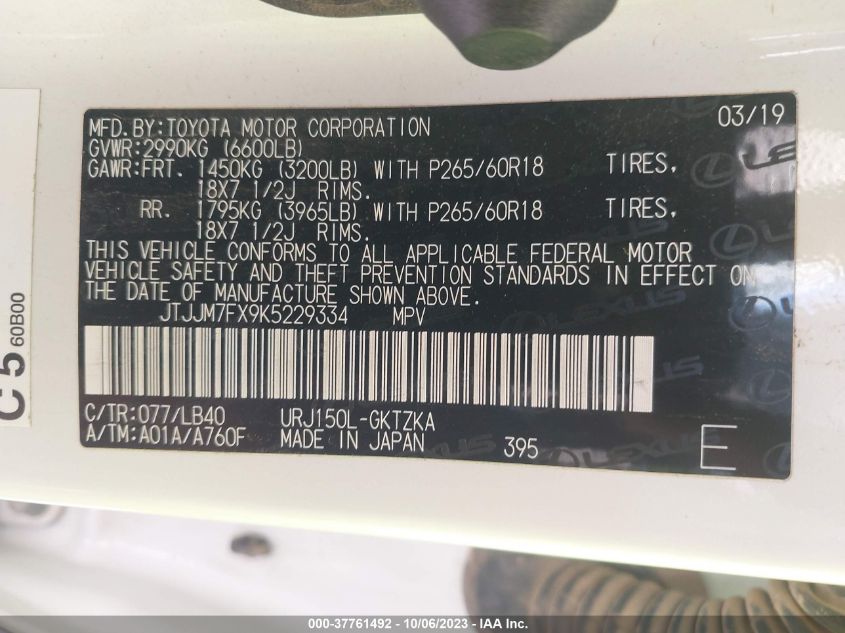 03/19
MFD.BY:TOYOTA MOTOR CORPORATION
GVWR:2990KG (6600LB)
GAWR:FRT. 1450KG (3200LB) WITH P265/60R18 TIRES,
18X7 1/2J RIMS.
RR. 1795KG (3965LB) WITH P265/60R18 TIRES,
18X7 1/2J RIMS.
THIS VEHICLE CONFORMS TO ALL APPLICABLE FEDERAL MOTOR
VEHICLE SAFETY AND THEFT PREVENTION STANDARDS IN EFFECT ON
THE DATE OF MANUFACTURE SHOWN ABOVE.
JTJJM7FX9K5229334 MPV
C/TR:077/LB40 URJ150L-GKTZKA
A/TM:A01A/A760F MADE IN JAPAN 395 E
C 5 60B00
LEXUS
LEXUS
LEXUS
000-37761492 - 10/06/2023 - IAA Inc.